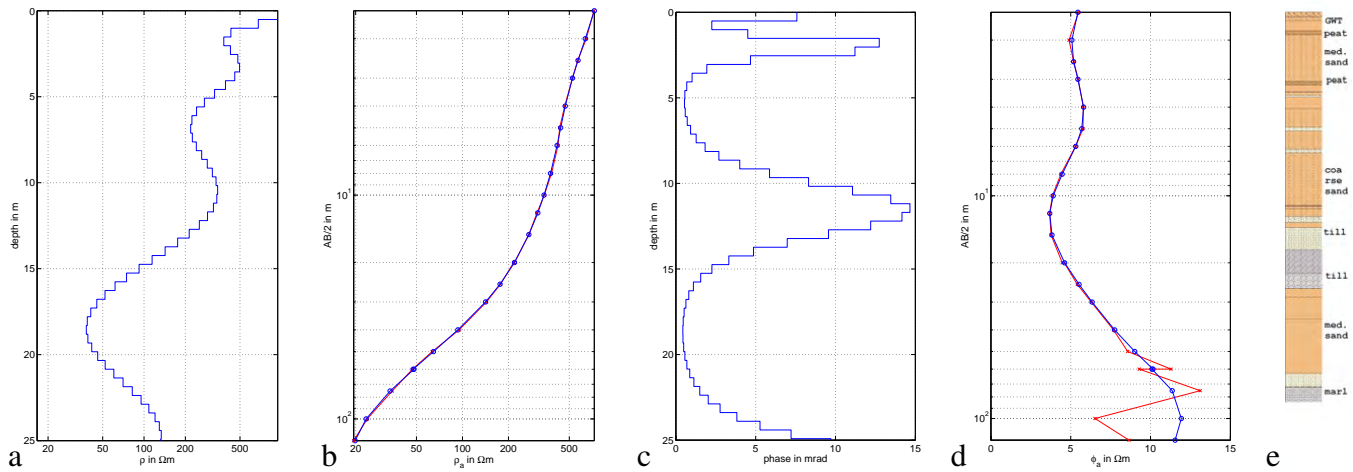 0
5
10
15
20
25
depth in m
20
50
100
200
500
ρ in Ωm
a
10¹
10²
AB/2 in m
20
50
100
200
500
ρₐ in Ωm
b
0
5
10
15
20
25
depth in m
0
5
10
15
phase in mrad
c
10¹
10²
AB/2 in m
0
5
10
15
ϕₐ in Ωm
d
GWT
peat
med.
sand
peat
coa
rse
sand
till
till
med.
sand
marl
e